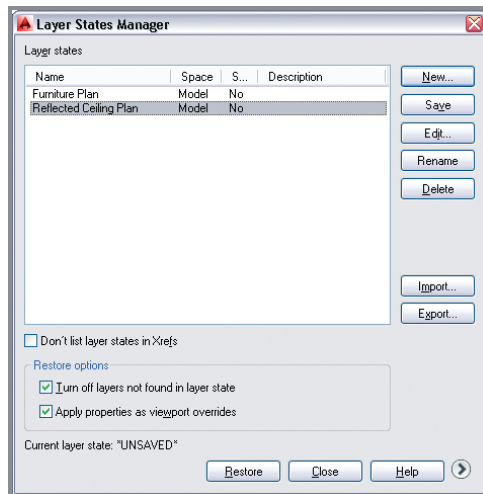 Layer States Manager
Layer states
Name Space S... Description
Furniture Plan Model No
Reflected Ceiling Plan Model No
New...
Save
Edit...
Rename
Delete
Import...
Export...
Don't list layer states in Xrefs
Restore options
Turn off layers not found in layer state
Apply properties as viewport overrides
Current layer state: "UNSAVED"
Restore Close Help